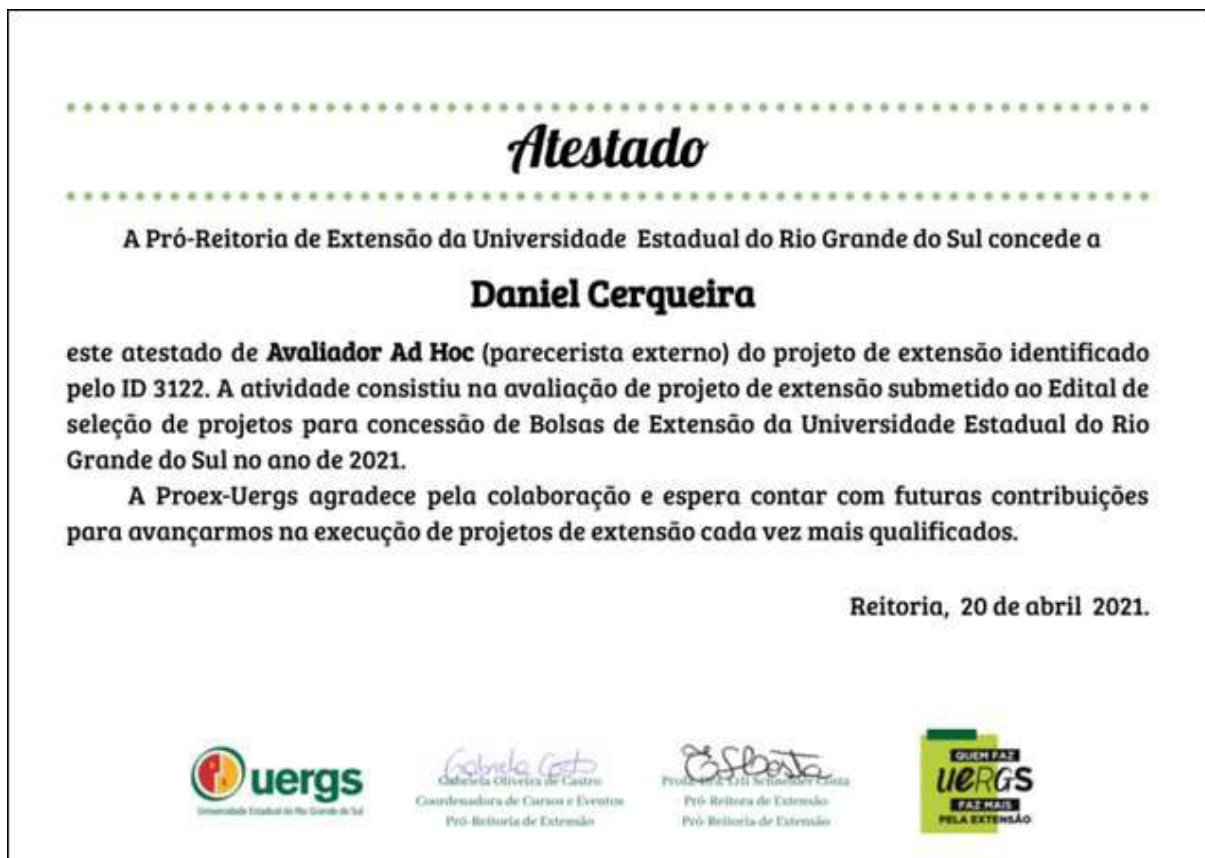 Atestado
A Pró-Reitoria de Extensão da Universidade Estadual do Rio Grande do Sul concede a
Daniel Cerqueira
este atestado de Avaliador Ad Hoc (parecerista externo) do projeto de extensão identificado
pelo ID 3122. A atividade consistiu na avaliação de projeto de extensão submetido ao Edital de
seleção de projetos para concessão de Bolsas de Extensão da Universidade Estadual do Rio
Grande do Sul no ano de 2021.
A Proex-Uergs agradece pela colaboração e espera contar com futuras contribuições
para avançarmos na execução de projetos de extensão cada vez mais qualificados.
Reitoria, 20 de abril 2021.
uergs
Universidade Estadual do Rio Grande do Sul
Gabriela
Gabriela Oliveira de Castro
Coordenadora de Cursos e Eventos
Pró-Reitoria de Extensão
Profa. Dra. Erli Schneider Costa
Pró-Reitora de Extensão
Pró-Reitoria de Extensão
QUEM FAZ
UERGS
FAZ MAIS
PELA EXTENSÃO